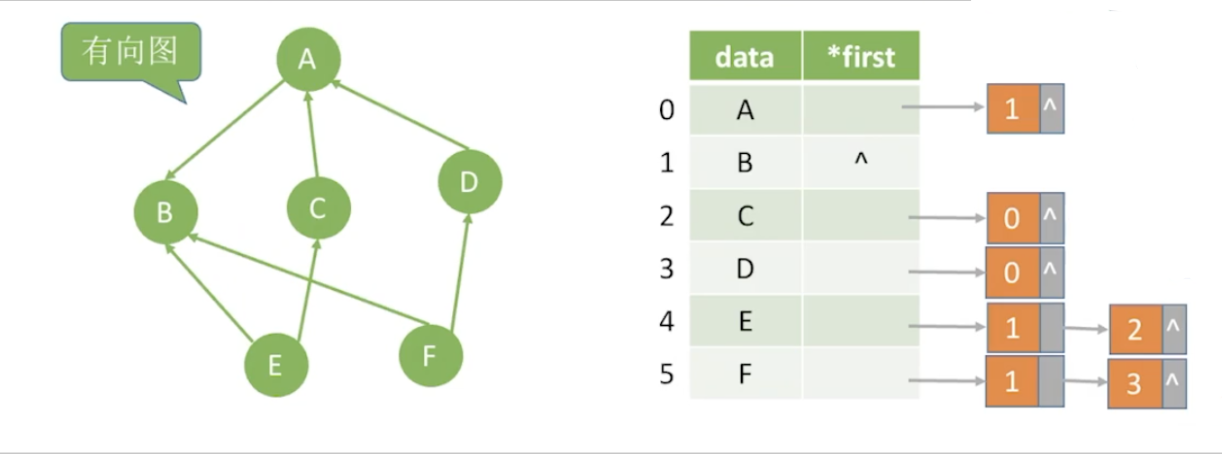 有向图
A
B
C
D
E
F
data *first
0 A 1 ^
1 B ^
2 C 0 ^
3 D 0 ^
4 E 1 2 ^
5 F 1 3 ^